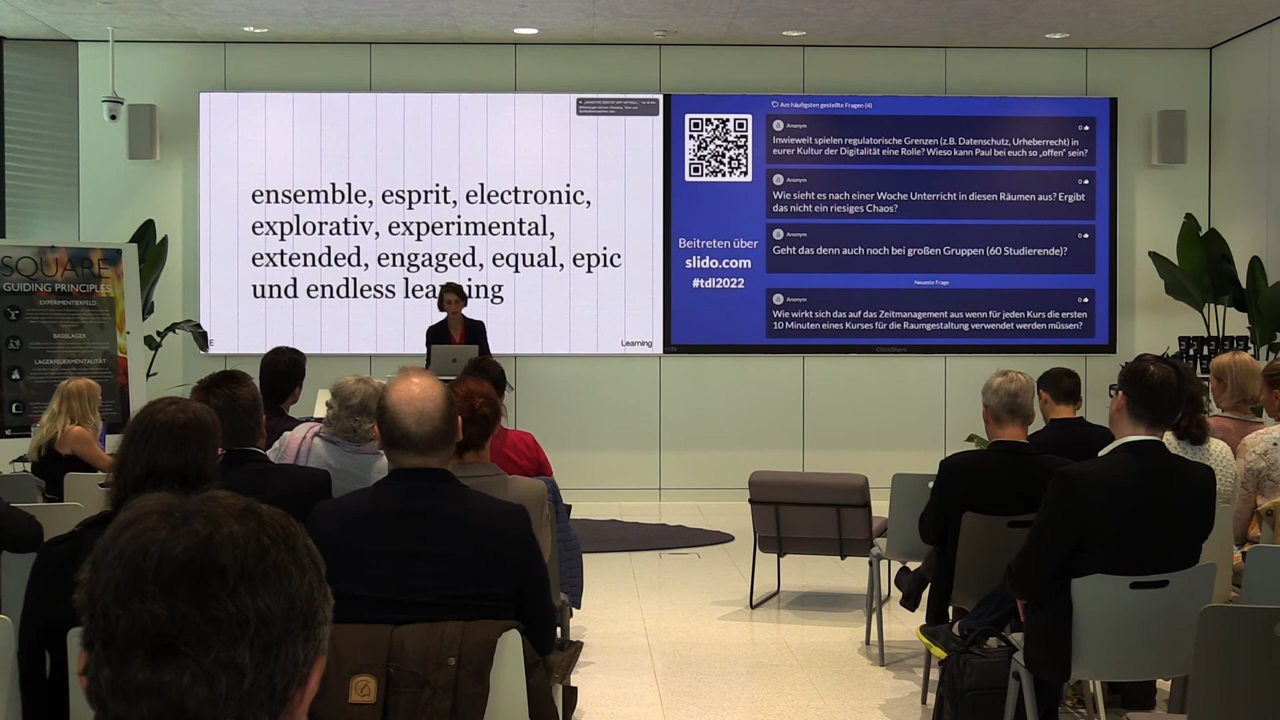 ensemble, esprit, electronic,
explorativ, experimental,
extended, engaged, equal, epic
und endless learning
E
Learning
Am häufigsten gestellte Fragen (4)
Anonym
0
Inwieweit spielen regulatorische Grenzen (z.B. Datenschutz, Urheberrecht) in
eurer Kultur der Digitalität eine Rolle? Wieso kann Paul bei euch so „offen" sein?
Anonym
0
Wie sieht es nach einer Woche Unterricht in diesen Räumen aus? Ergibt
das nicht ein riesiges Chaos?
Anonym
0
Geht das denn auch noch bei großen Gruppen (60 Studierende)?
Neueste Frage
Anonym
0
Wie wirkt sich das auf das Zeitmanagement aus wenn für jeden Kurs die ersten
10 Minuten eines Kurses für die Raumgestaltung verwendet werden müssen?
Beitreten über
slido.com
#tdl2022
ClickShare
SQUARE
GUIDING PRINCIPLES
EXPERIMENTIERFELD
BASISLAGER
LAGERFEUERMENTALITÄT